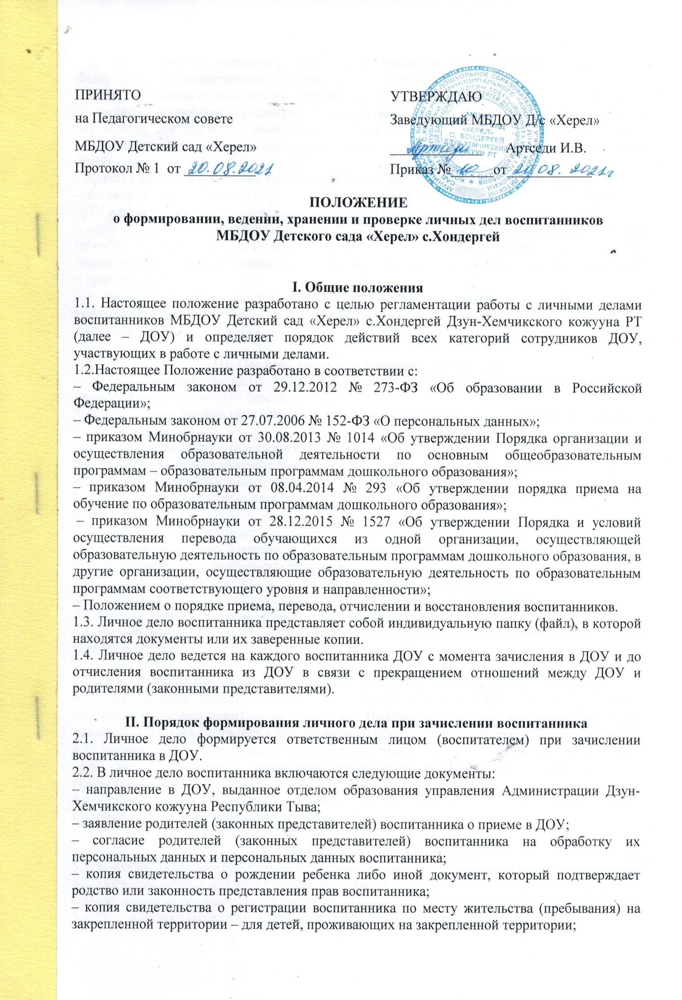 ПРИНЯТО
УТВЕРЖДАЮ
на Педагогическом совете
Заведующий МБДОУ Д/с «Херел»
МБДОУ Детский сад «Херел»
Артседи И.В.
Протокол № 1 от 20.08.2021
Приказ № 10 от 20.08.2021г
МБДОУ
ДЕТСКИЙ САД
«ХЕРЕЛ»
С. ХОНДЕРГЕЙ
ДЗУН-ХЕМЧИКСКИЙ
КОЖУУН РТ
ПОЛОЖЕНИЕ
о формировании, ведении, хранении и проверке личных дел воспитанников
МБДОУ Детского сада «Херел» с.Хондергей
I. Общие положения
1.1. Настоящее положение разработано с целью регламентации работы с личными делами
воспитанников МБДОУ Детский сад «Херел» с.Хондергей Дзун-Хемчикского кожууна РТ
(далее – ДОУ) и определяет порядок действий всех категорий сотрудников ДОУ,
участвующих в работе с личными делами.
1.2.Настоящее Положение разработано в соответствии с:
– Федеральным законом от 29.12.2012 № 273-ФЗ «Об образовании в Российской
Федерации»;
– Федеральным законом от 27.07.2006 № 152-ФЗ «О персональных данных»;
– приказом Минобрнауки от 30.08.2013 № 1014 «Об утверждении Порядка организации и
осуществления образовательной деятельности по основным общеобразовательным
программам – образовательным программам дошкольного образования»;
– приказом Минобрнауки от 08.04.2014 № 293 «Об утверждении порядка приема на
обучение по образовательным программам дошкольного образования»;
– приказом Минобрнауки от 28.12.2015 № 1527 «Об утверждении Порядка и условий
осуществления перевода обучающихся из одной организации, осуществляющей
образовательную деятельность по образовательным программам дошкольного образования, в
другие организации, осуществляющие образовательную деятельность по образовательным
программам соответствующего уровня и направленности»;
– Положением о порядке приема, перевода, отчислении и восстановления воспитанников.
1.3. Личное дело воспитанника представляет собой индивидуальную папку (файл), в которой
находятся документы или их заверенные копии.
1.4. Личное дело ведется на каждого воспитанника ДОУ с момента зачисления в ДОУ и до
отчисления воспитанника из ДОУ в связи с прекращением отношений между ДОУ и
родителями (законными представителями).
II. Порядок формирования личного дела при зачислении воспитанника
2.1. Личное дело формируется ответственным лицом (воспитателем) при зачислении
воспитанника в ДОУ.
2.2. В личное дело воспитанника включаются следующие документы:
– направление в ДОУ, выданное отделом образования управления Администрации Дзун-
Хемчикского кожууна Республики Тыва;
– заявление родителей (законных представителей) воспитанника о приеме в ДОУ;
– согласие родителей (законных представителей) воспитанника на обработку их
персональных данных и персональных данных воспитанника;
– копия свидетельства о рождении ребенка либо иной документ, который подтверждает
родство или законность представления прав воспитанника;
– копия свидетельства о регистрации воспитанника по месту жительства (пребывания) на
закрепленной территории – для детей, проживающих на закрепленной территории;